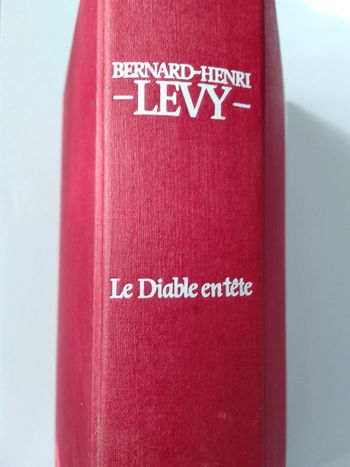 BERNARD-HENRI
-LEVY-
Le Diable en tête